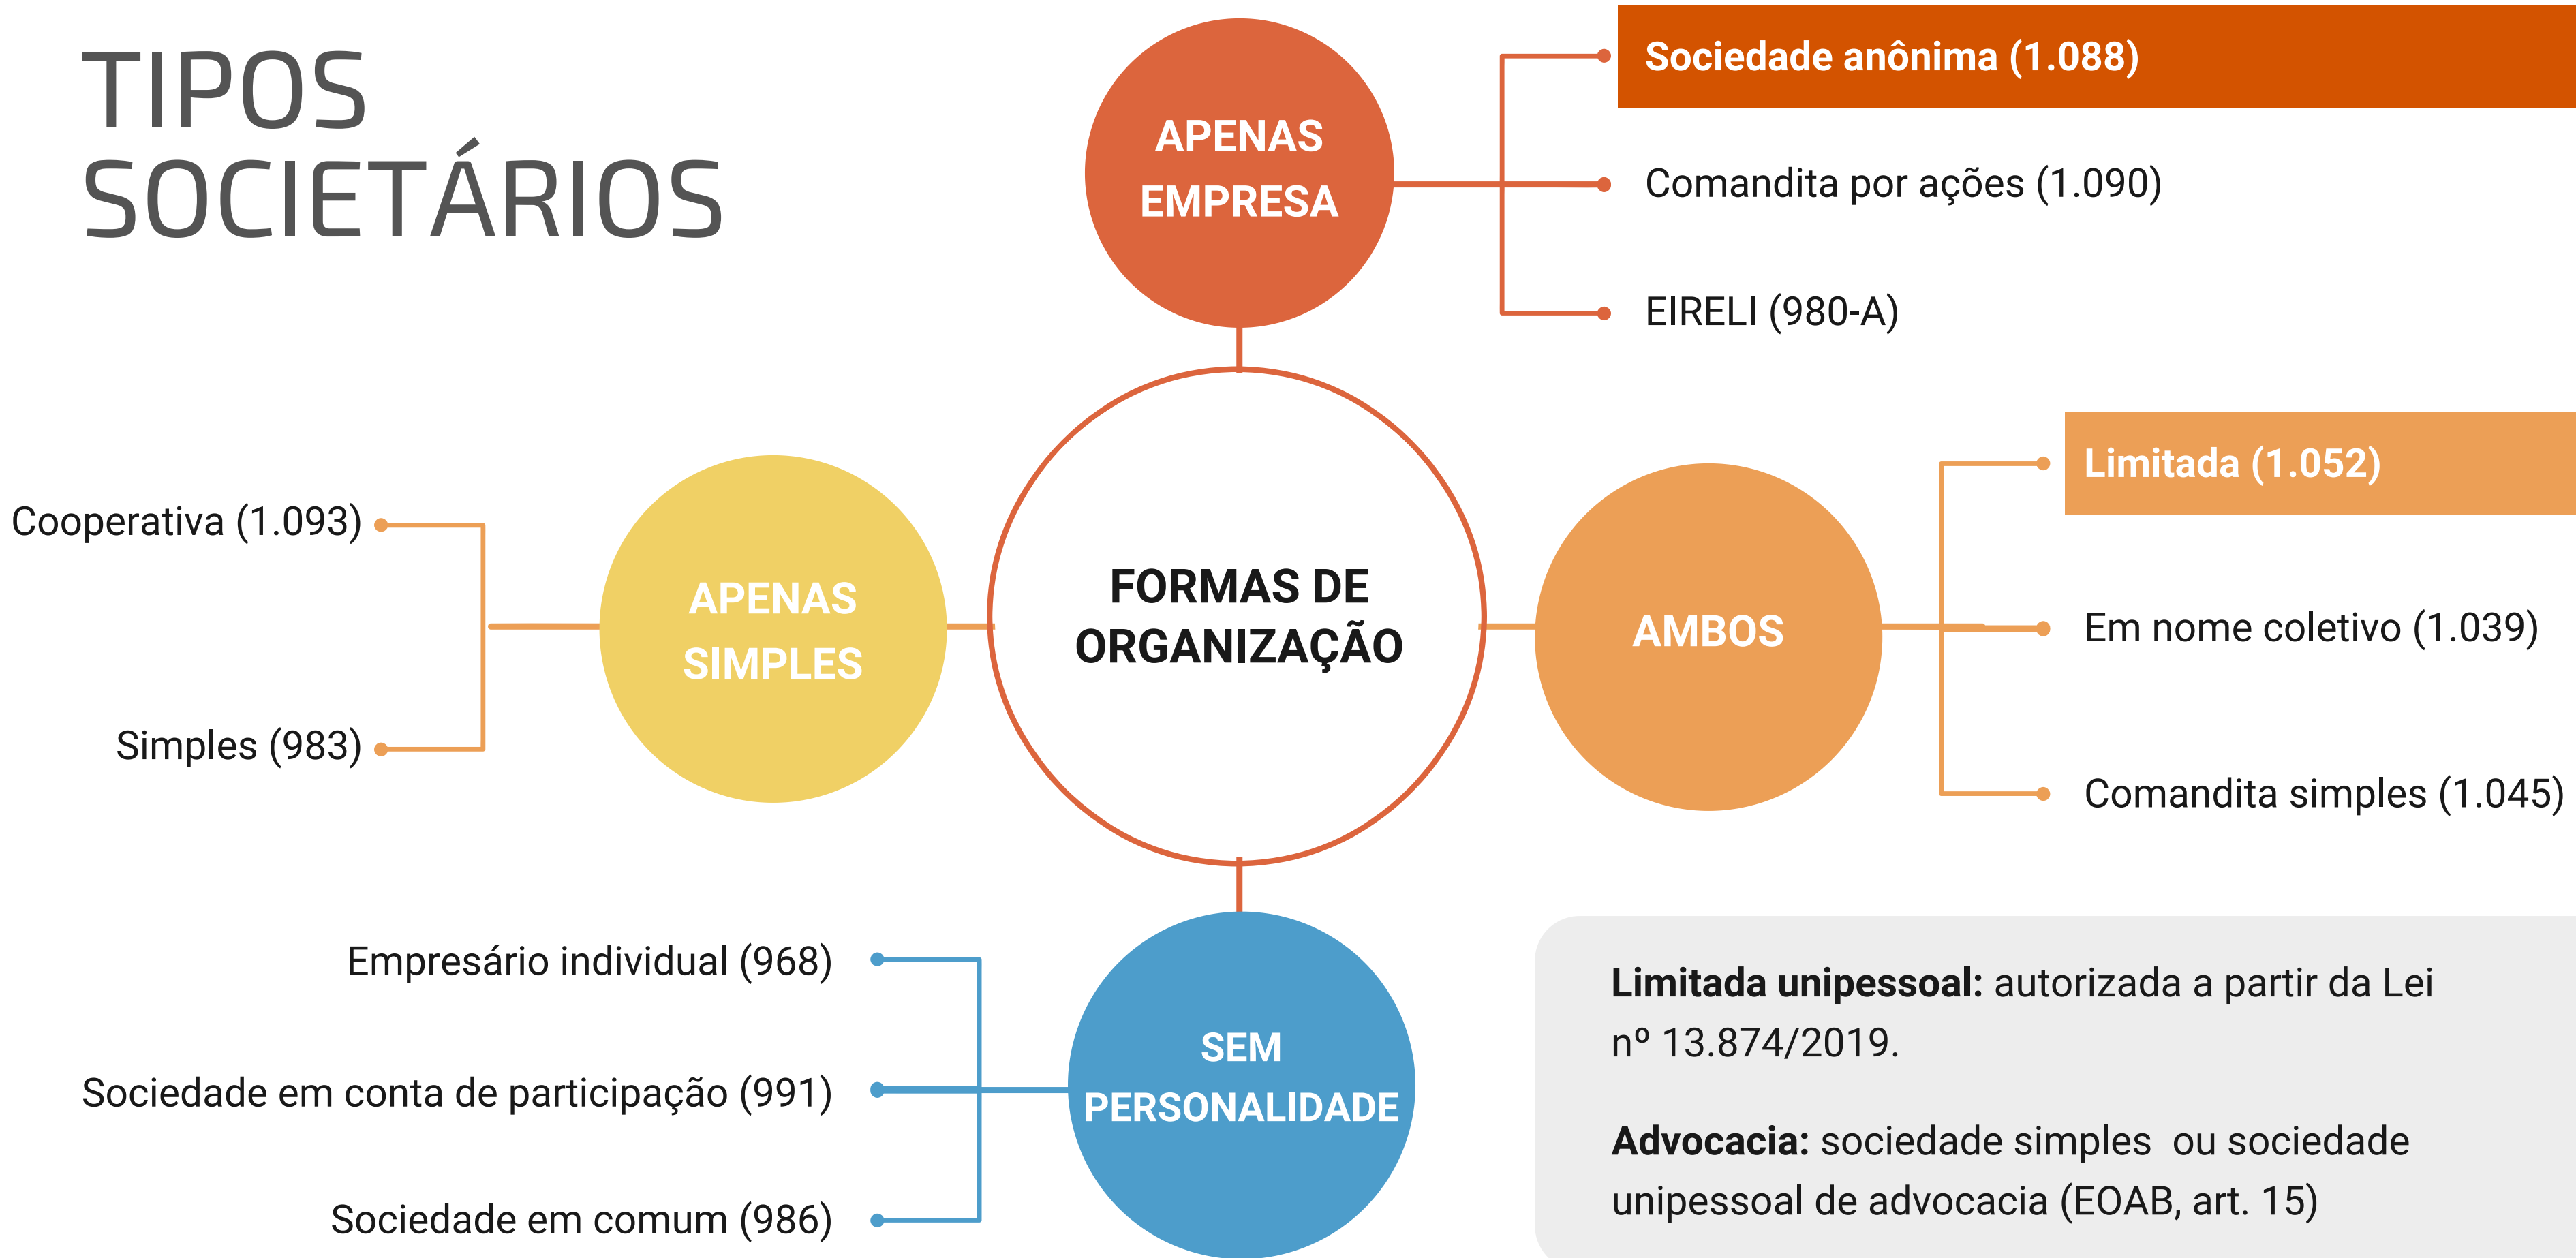 TIPOS
SOCIETÁRIOS
APENAS
EMPRESA
Sociedade anônima (1.088)
Comandita por ações (1.090)
EIRELI (980-A)
Cooperativa (1.093)
Simples (983)
APENAS
SIMPLES
FORMAS DE
ORGANIZAÇÃO
AMBOS
Limitada (1.052)
Em nome coletivo (1.039)
Comandita simples (1.045)
Empresário individual (968)
Sociedade em conta de participação (991)
Sociedade em comum (986)
SEM
PERSONALIDADE
Limitada unipessoal: autorizada a partir da Lei
nº 13.874/2019.
Advocacia: sociedade simples  ou sociedade
unipessoal de advocacia (EOAB, art. 15)